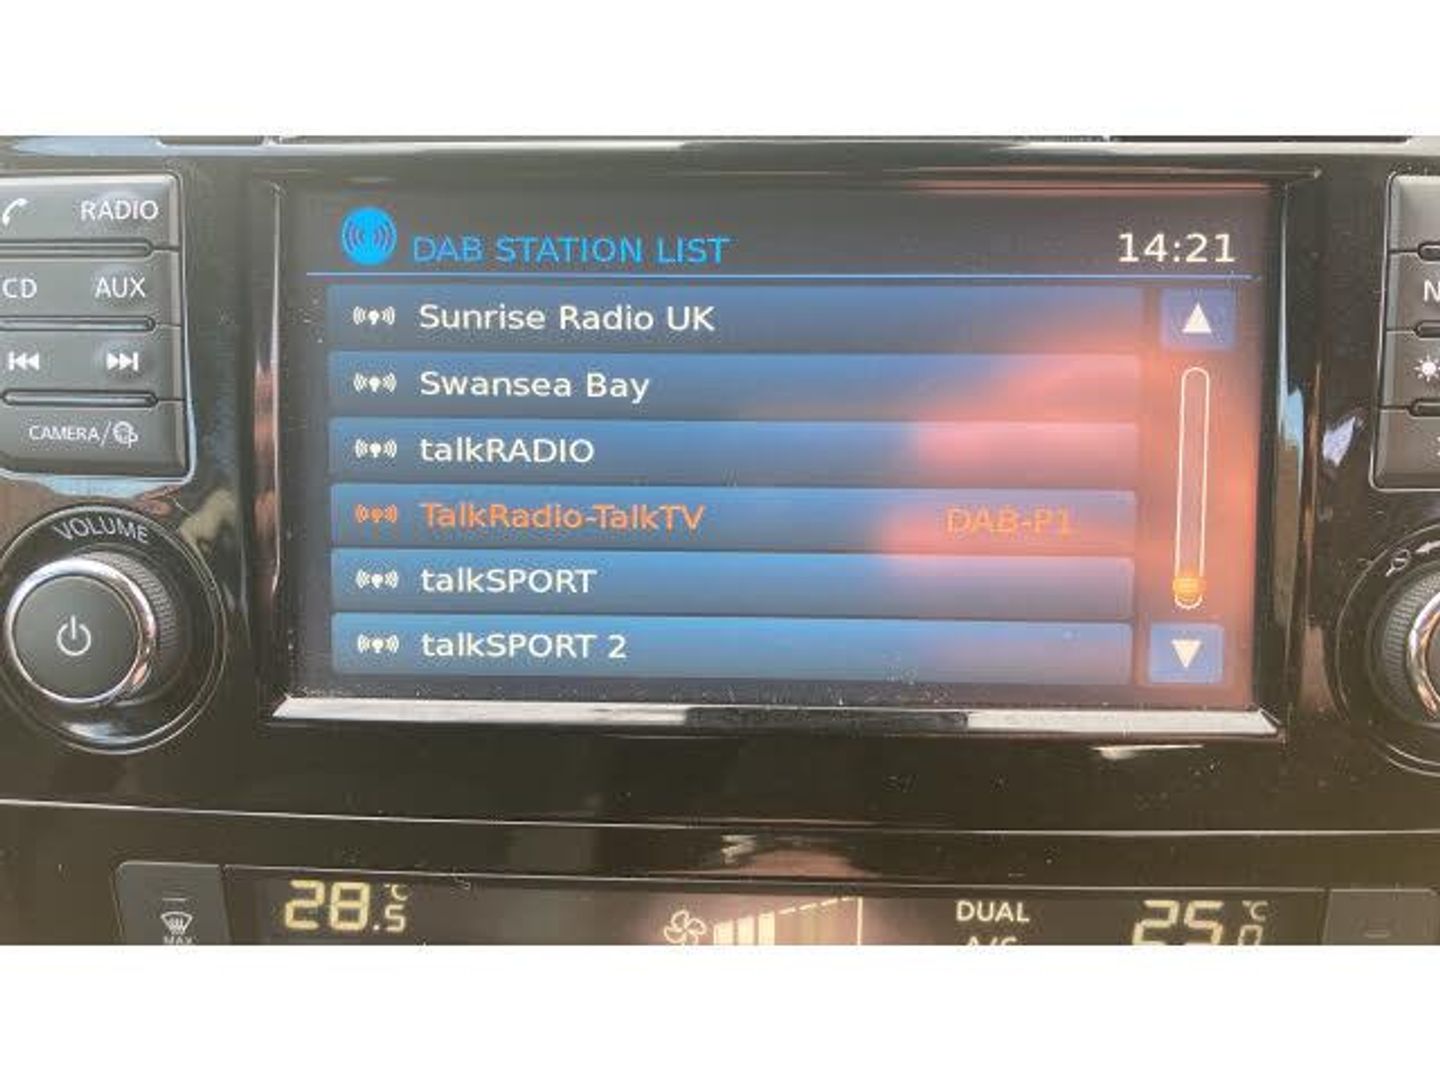 RADIO
CD AUX
CAMERA/
VOLUME
DAB STATION LIST 14:21
Sunrise Radio UK
Swansea Bay
talkRADIO
TalkRadio-TalkTV DAB-P1
talkSPORT
talkSPORT 2
28.5 °C
DUAL
A/C
25.0 °C
MAX